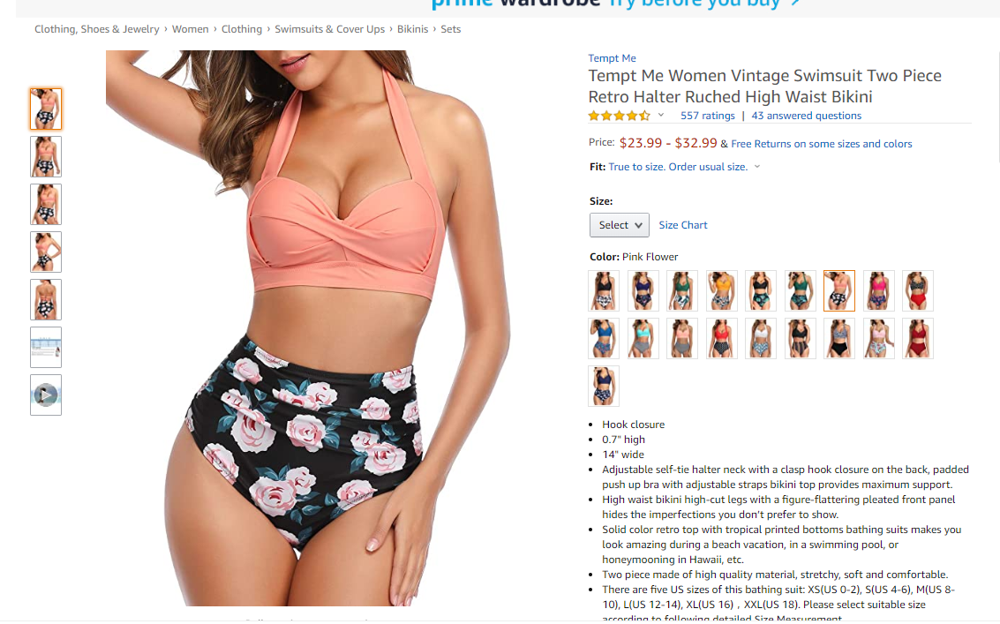 prime wardrobe Try before you buy
Clothing, Shoes & Jewelry › Women › Clothing › Swimsuits & Cover Ups › Bikinis › Sets
Tempt Me
Tempt Me Women Vintage Swimsuit Two Piece
Retro Halter Ruched High Waist Bikini
557 ratings | 43 answered questions
Price: $23.99 - $32.99 & Free Returns on some sizes and colors
Fit: True to size. Order usual size.
Size:
Select
Size Chart
Color: Pink Flower
• Hook closure
• 0.7" high
• 14" wide
• Adjustable self-tie halter neck with a clasp hook closure on the back, padded
push up bra with adjustable straps bikini top provides maximum support.
• High waist bikini high-cut legs with a figure-flattering pleated front panel
hides the imperfections you don't prefer to show.
• Solid color retro top with tropical printed bottoms bathing suits makes you
look amazing during a beach vacation, in a swimming pool, or
honeymooning in Hawaii, etc.
• Two piece made of high quality material, stretchy, soft and comfortable.
• There are five US sizes of this bathing suit: XS(US 0-2), S(US 4-6), M(US 8-
10), L(US 12-14), XL(US 16) , XXL(US 18). Please select suitable size
according to following detailed Size Measurement